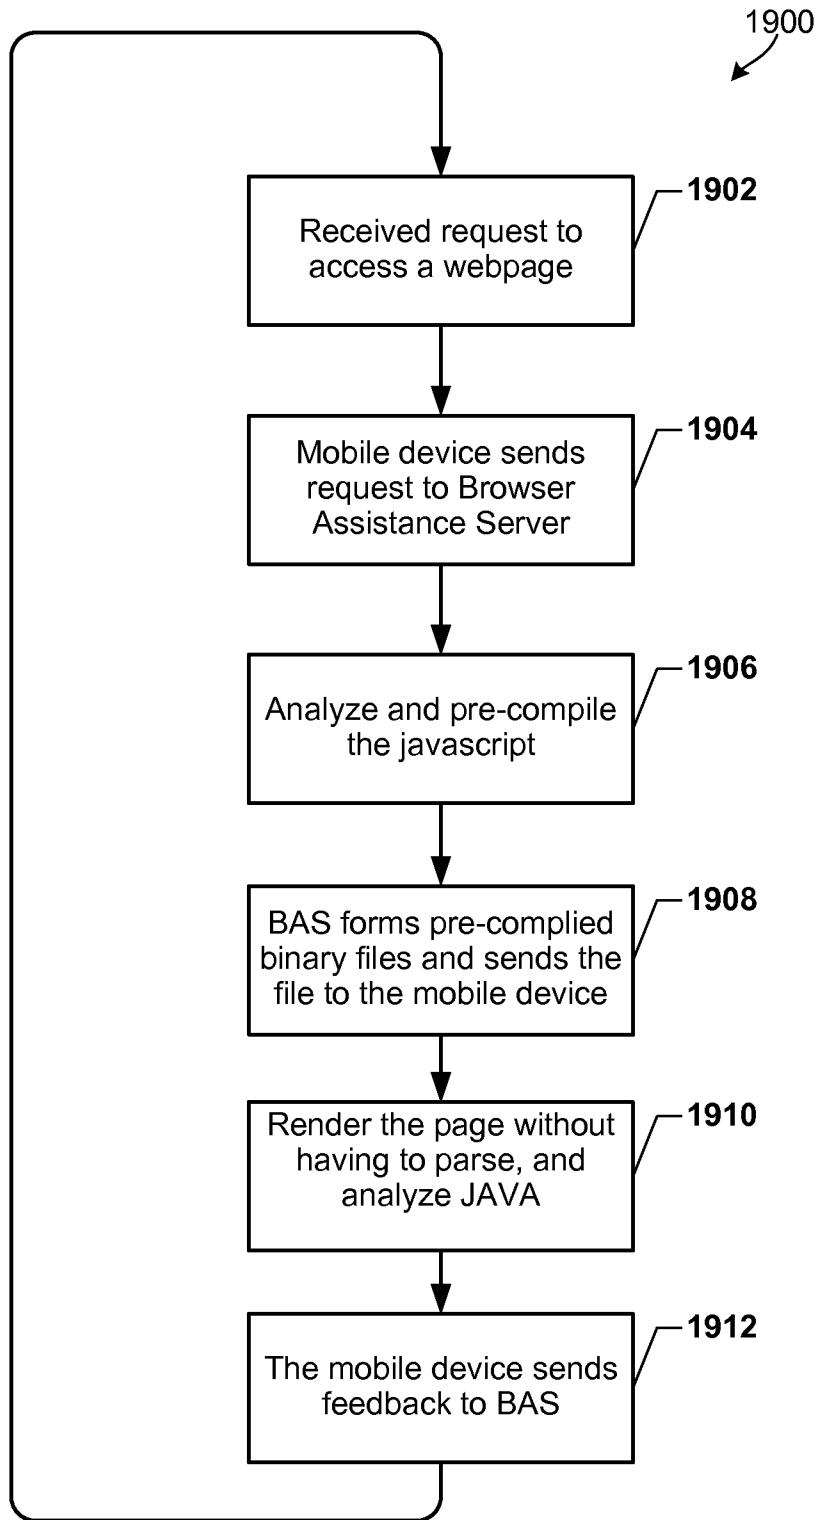 1900
1902
Received request to
access a webpage
1904
Mobile device sends
request to Browser
Assistance Server
1906
Analyze and pre-compile
the javascript
1908
BAS forms pre-complied
binary files and sends the
file to the mobile device
1910
Render the page without
having to parse, and
analyze JAVA
1912
The mobile device sends
feedback to BAS